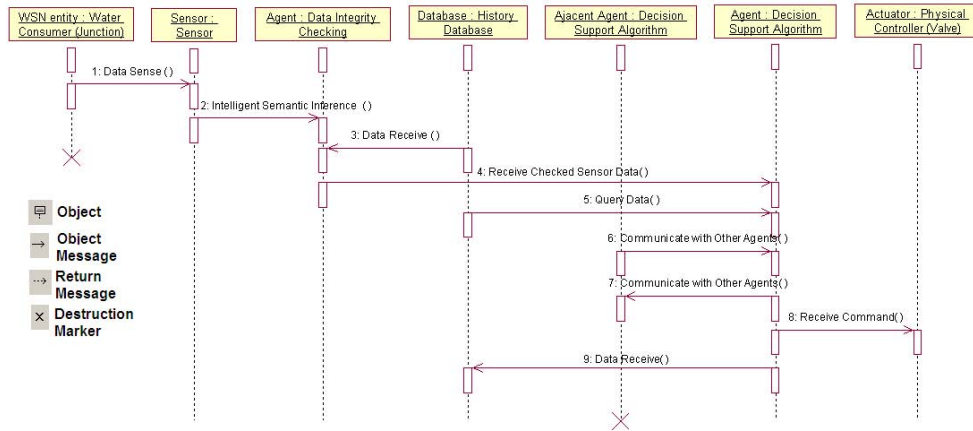 WSN entity : Water
Consumer (Junction)
Sensor :
Sensor
Agent : Data Integrity
Checking
Database : History
Database
Ajacent Agent : Decision
Support Algorithm
Agent : Decision
Support Algorithm
Actuator : Physical
Controller (Valve)
1: Data Sense ( )
2: Intelligent Semantic Inference ( )
3: Data Receive ( )
4: Receive Checked Sensor Data( )
5: Query Data( )
6: Communicate with Other Agents( )
7: Communicate with Other Agents( )
8: Receive Command( )
9: Data Receive( )
Object
Object
Message
Return
Message
Destruction
Marker